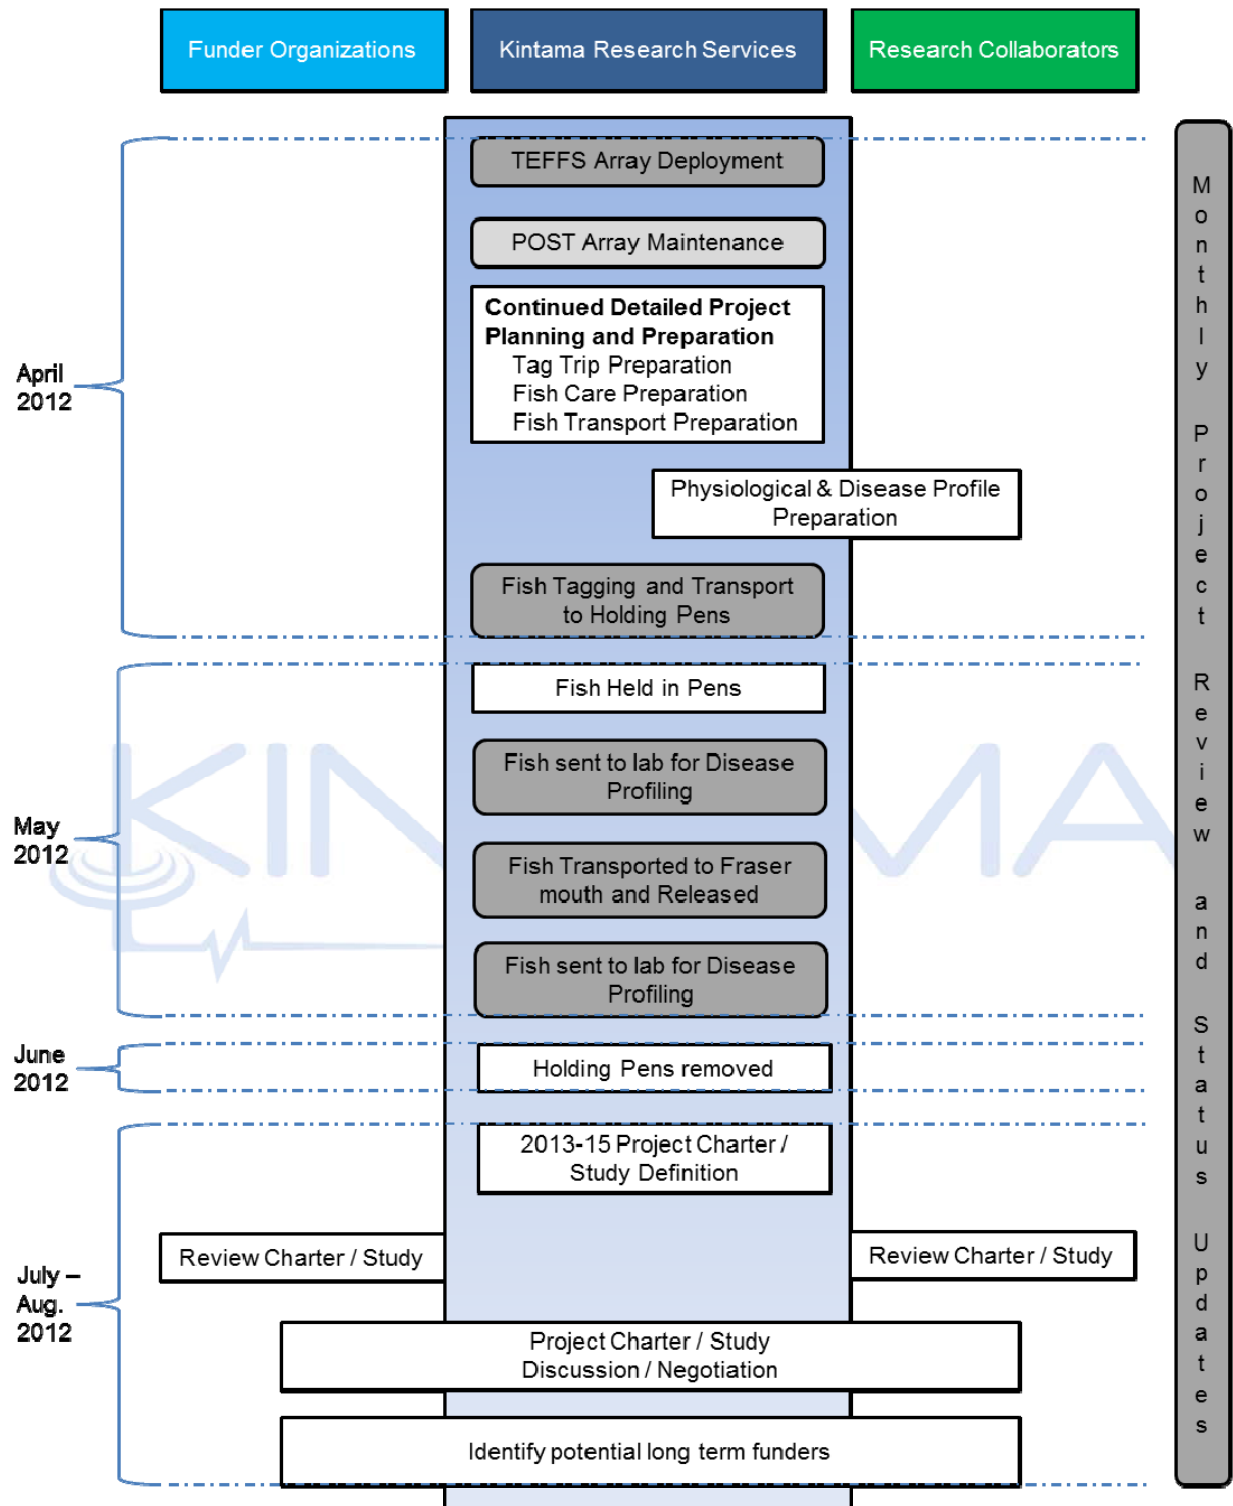 Funder Organizations
Kintama Research Services
Research Collaborators
TEFFS Array Deployment
POST Array Maintenance
Continued Detailed Project
Planning and Preparation
Tag Trip Preparation
Fish Care Preparation
Fish Transport Preparation
April
2012
Physiological & Disease Profile
Preparation
Fish Tagging and Transport
to Holding Pens
Fish Held in Pens
Fish sent to lab for Disease
Profiling
May
2012
Fish Transported to Fraser
mouth and Released
Fish sent to lab for Disease
Profiling
June
2012
Holding Pens removed
2013-15 Project Charter /
Study Definition
Review Charter / Study
Review Charter / Study
July –
Aug.
2012
Project Charter / Study
Discussion / Negotiation
Identify potential long term funders
Monthly Project Review and Status Updates
KINTAMA